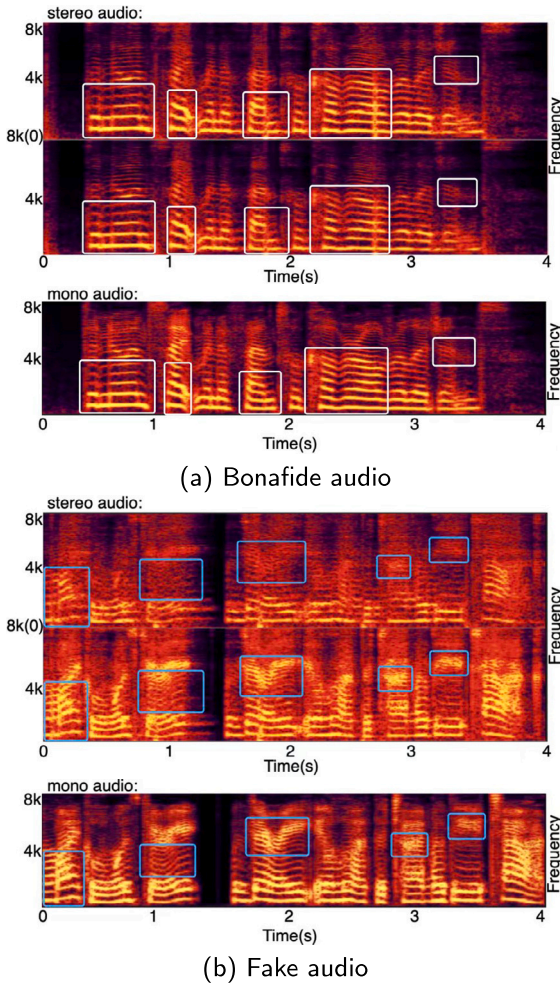 stereo audio:
8k
4k
8k(0)
4k
Frequency
0 1 2 3 4
Time(s)
mono audio:
8k
4k
Frequency
0 1 2 3 4
Time(s)
(a) Bonafide audio
stereo audio:
8k
4k
8k(0)
4k
Frequency
0 1 2 3 4
Time(s)
mono audio:
8k
4k
Frequency
0 1 2 3 4
Time(s)
(b) Fake audio